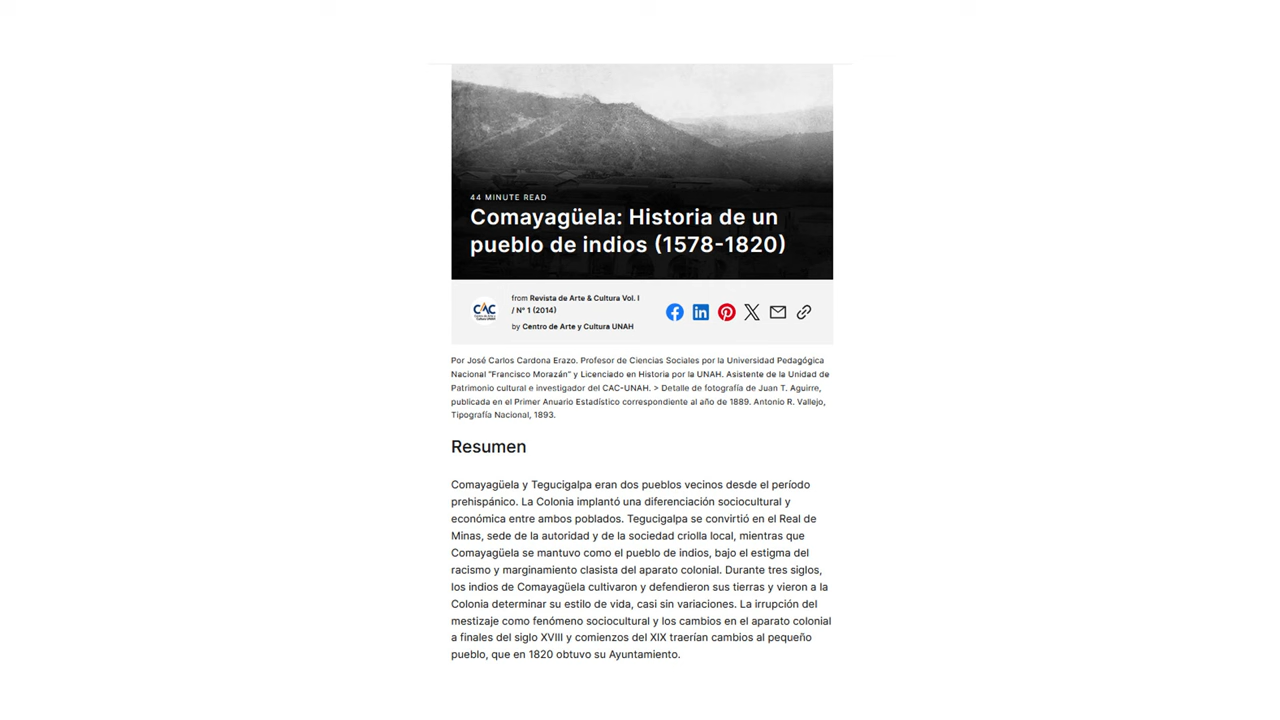 44 MINUTE READ
Comayagüela: Historia de un
pueblo de indios (1578-1820)
CAC
from Revista de Arte & Cultura Vol. I
/ N° 1 (2014)
by Centro de Arte y Cultura UNAH
Por José Carlos Cardona Erazo. Profesor de Ciencias Sociales por la Universidad Pedagógica
Nacional “Francisco Morazán” y Licenciado en Historia por la UNAH. Asistente de la Unidad de
Patrimonio cultural e investigador del CAC-UNAH. > Detalle de fotografía de Juan T. Aguirre,
publicada en el Primer Anuario Estadístico correspondiente al año de 1889. Antonio R. Vallejo,
Tipografía Nacional, 1893.
Resumen
Comayagüela y Tegucigalpa eran dos pueblos vecinos desde el período
prehispánico. La Colonia implantó una diferenciación sociocultural y
económica entre ambos poblados. Tegucigalpa se convirtió en el Real de
Minas, sede de la autoridad y de la sociedad criolla local, mientras que
Comayagüela se mantuvo como el pueblo de indios, bajo el estigma del
racismo y marginamiento clasista del aparato colonial. Durante tres siglos,
los indios de Comayagüela cultivaron y defendieron sus tierras y vieron a la
Colonia determinar su estilo de vida, casi sin variaciones. La irrupción del
mestizaje como fenómeno sociocultural y los cambios en el aparato colonial
a finales del siglo XVIII y comienzos del XIX traerían cambios al pequeño
pueblo, que en 1820 obtuvo su Ayuntamiento.